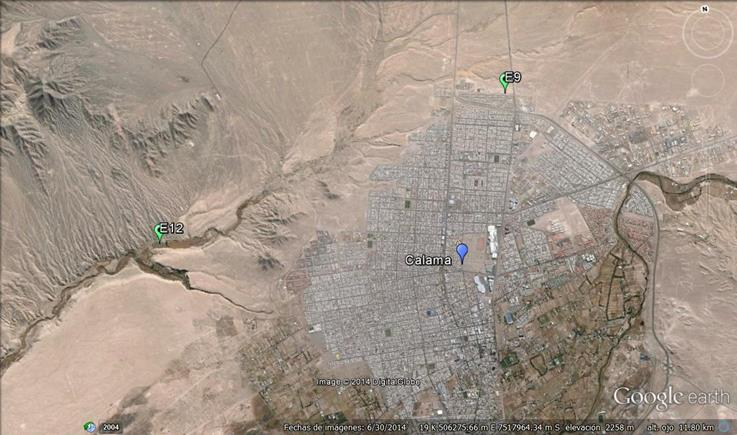 N
E9
E12
Calama
Image © 2014 DigitalGlobe
Google earth
2004
Fechas de imágenes: 6/30/2014 19 K 506275,66 m E 7517964,34 m S elevación 2258 m alt. ojo 11.80 km